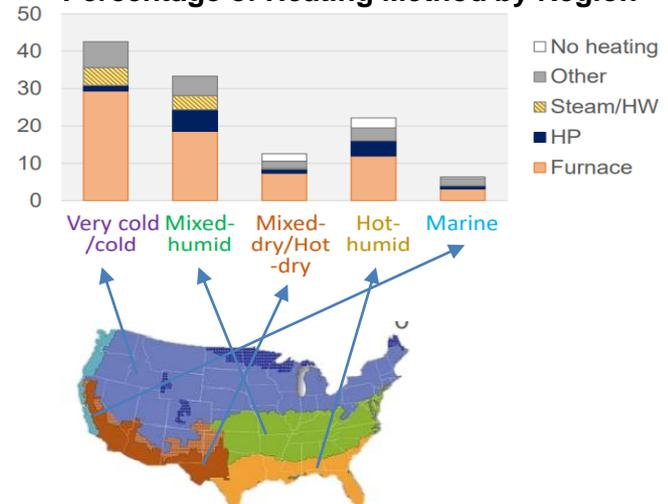 Percentage of Heating Method by Region
50
40
30
20
10
0
No heating
Other
Steam/HW
HP
Furnace
Very cold
/cold
Mixed-
humid
Mixed-
dry/Hot
-dry
Hot-
humid
Marine